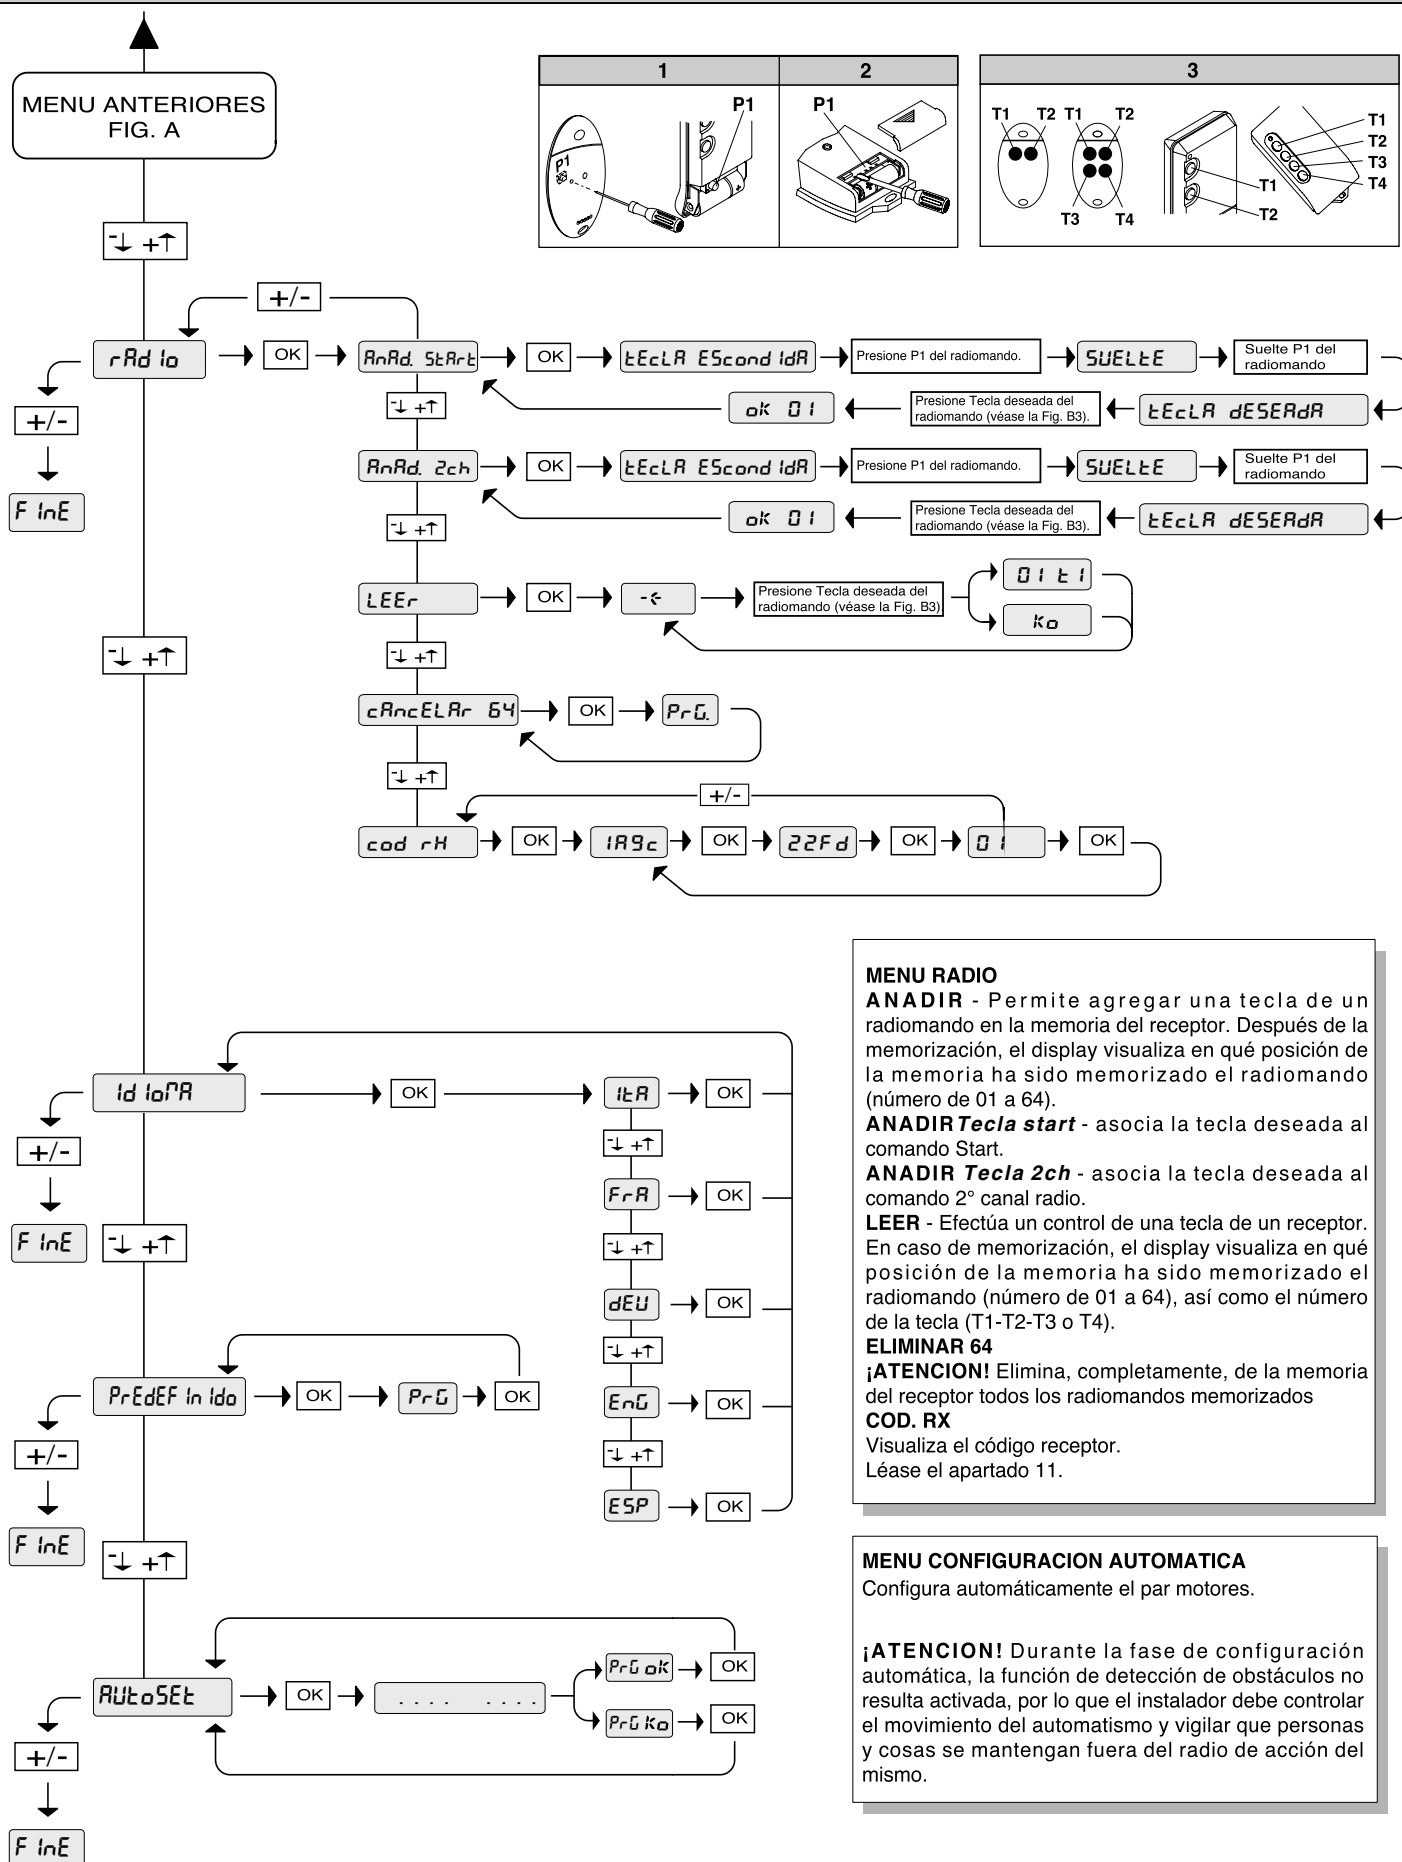 MENU ANTERIORES
FIG. A
1
2
3
P1
P1
P1
T1
T2
T1
T2
T3
T4
T1
T2
T1
T2
T3
T4
-↓ +↑
+/-
rAdIo
OK
AnAd. StArt
OK
tEcLA EScondIdA
Presione P1 del radiomando.
SUELtE
Suelte P1 del
radiomando
+/-
-↓ +↑
oK 01
Presione Tecla deseada del
radiomando (véase la Fig. B3).
tEcLA dESEAdA
FInE
AnAd. 2ch
OK
tEcLA EScondIdA
Presione P1 del radiomando.
SUELtE
Suelte P1 del
radiomando
-↓ +↑
oK 01
Presione Tecla deseada del
radiomando (véase la Fig. B3).
tEcLA dESEAdA
LEEr
OK
Presione Tecla deseada del
radiomando (véase la Fig. B3)
01 t1
Ko
-↓ +↑
-↓ +↑
cAncELAr 64
OK
PrG.
-↓ +↑
+/-
cod rH
OK
1A9c
OK
22Fd
OK
01
OK
MENU RADIO
ANADIR - Permite agregar una tecla de un
radiomando en la memoria del receptor. Después de la
memorización, el display visualiza en qué posición de
la memoria ha sido memorizado el radiomando
(número de 01 a 64).
ANADIR Tecla start - asocia la tecla deseada al
comando Start.
ANADIR Tecla 2ch - asocia la tecla deseada al
comando 2° canal radio.
LEER - Efectúa un control de una tecla de un receptor.
En caso de memorización, el display visualiza en qué
posición de la memoria ha sido memorizado el
radiomando (número de 01 a 64), así como el número
de la tecla (T1-T2-T3 o T4).
ELIMINAR 64
¡ATENCION! Elimina, completamente, de la memoria
del receptor todos los radiomandos memorizados
COD. RX
Visualiza el código receptor.
Léase el apartado 11.
IdIoMA
OK
ItA
OK
+/-
-↓ +↑
FrA
OK
FInE
-↓ +↑
-↓ +↑
dEU
OK
-↓ +↑
PrEdEFInIdo
OK
PrG
OK
EnG
OK
+/-
-↓ +↑
ESP
OK
FInE
-↓ +↑
MENU CONFIGURACION AUTOMATICA
Configura automáticamente el par motores.
¡ATENCION! Durante la fase de configuración
automática, la función de detección de obstáculos no
resulta activada, por lo que el instalador debe controlar
el movimiento del automatismo y vigilar que personas
y cosas se mantengan fuera del radio de acción del
mismo.
AUtoSEt
OK
.... ....
PrG oK
OK
PrG Ko
OK
+/-
FInE